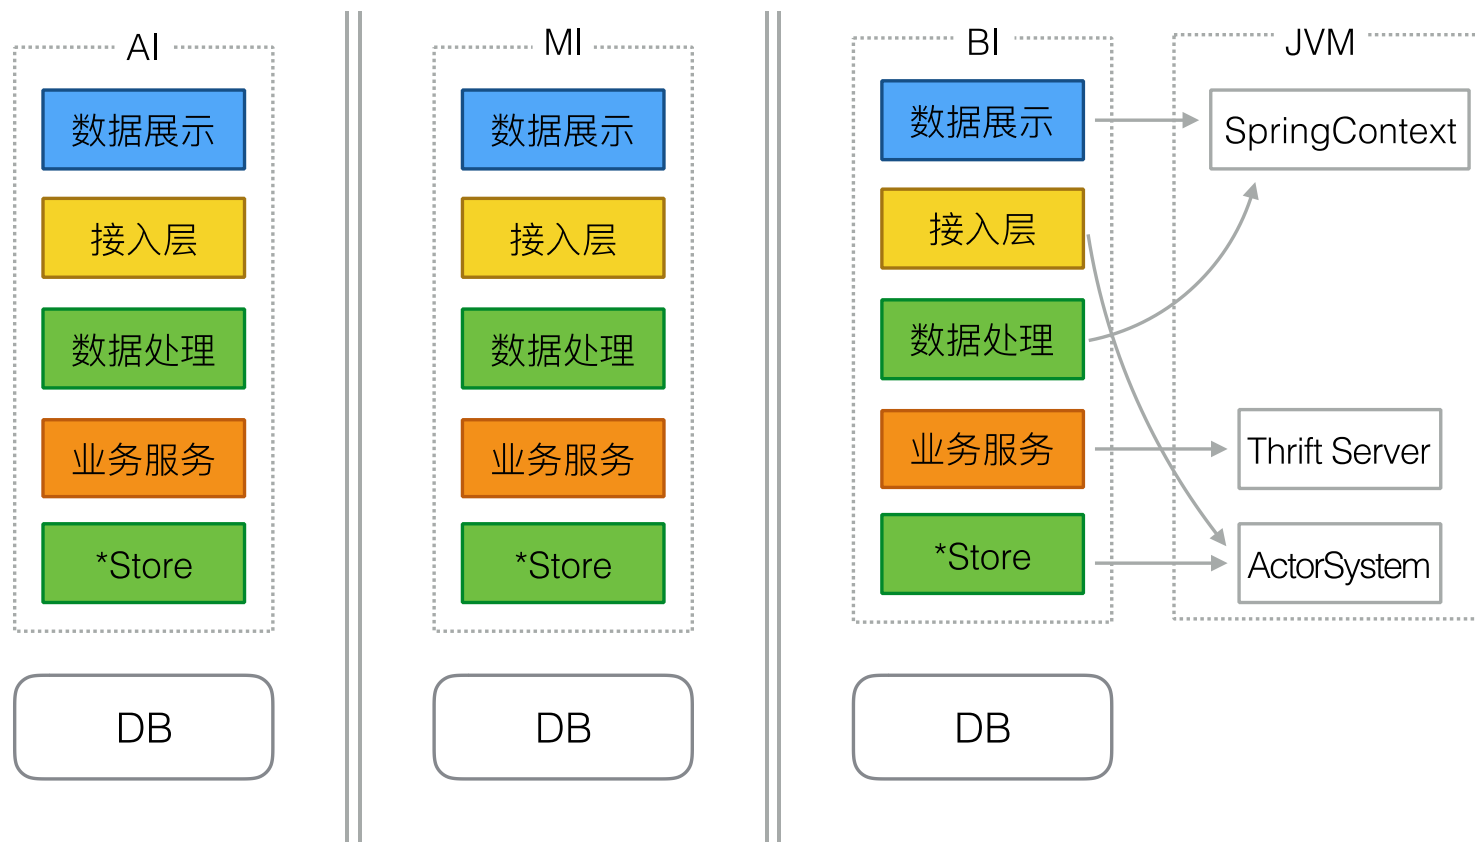 AI
数据展示
接入层
数据处理
业务服务
*Store
DB
MI
数据展示
接入层
数据处理
业务服务
*Store
DB
BI
数据展示
接入层
数据处理
业务服务
*Store
DB
JVM
SpringContext
Thrift Server
ActorSystem